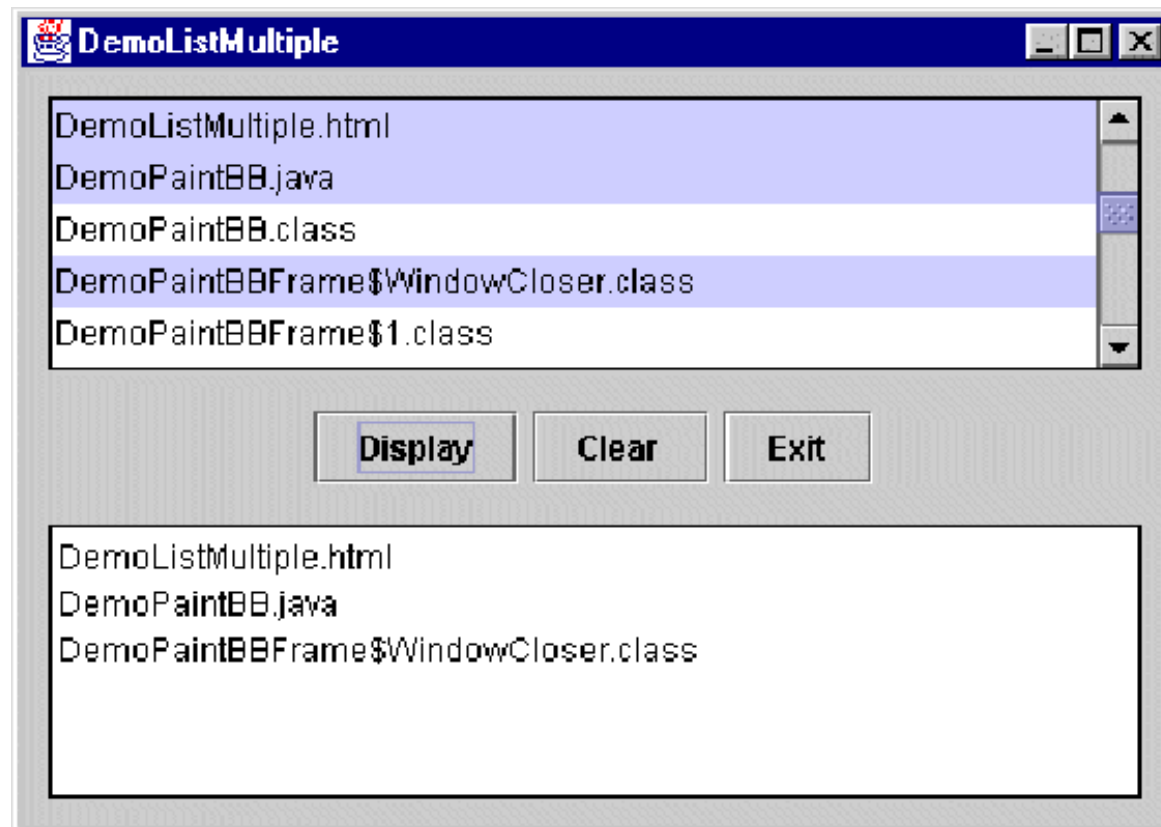 DemoListMultiple
DemoListMultiple.html
DemoPaintBB.java
DemoPaintBB.class
DemoPaintBBFrame$WindowCloser.class
DemoPaintBBFrame$1.class
Display Clear Exit
DemoListMultiple.html
DemoPaintBB.java
DemoPaintBBFrame$WindowCloser.class